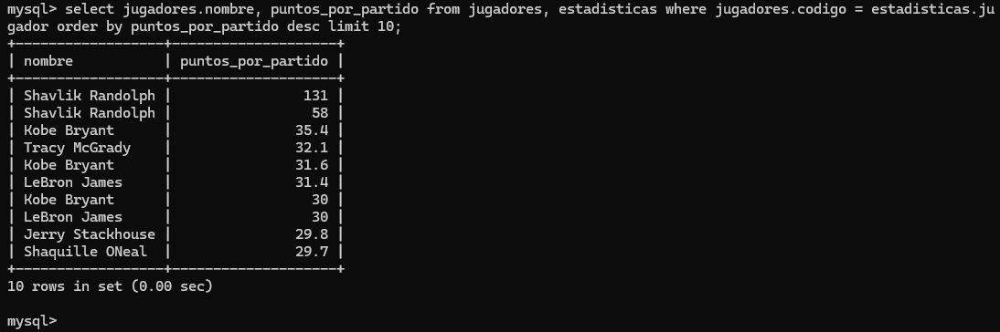 mysql> select jugadores.nombre, puntos_por_partido from jugadores, estadisticas where jugadores.codigo = estadisticas.ju
gador order by puntos_por_partido desc limit 10;
+------------------+--------------------+
| nombre           | puntos_por_partido |
+------------------+--------------------+
| Shavlik Randolph |                131 |
| Shavlik Randolph |                 58 |
| Kobe Bryant      |               35.4 |
| Tracy McGrady    |               32.1 |
| Kobe Bryant      |               31.6 |
| LeBron James     |               31.4 |
| Kobe Bryant      |                 30 |
| LeBron James     |                 30 |
| Jerry Stackhouse |               29.8 |
| Shaquille ONeal  |               29.7 |
+------------------+--------------------+
10 rows in set (0.00 sec)
mysql>